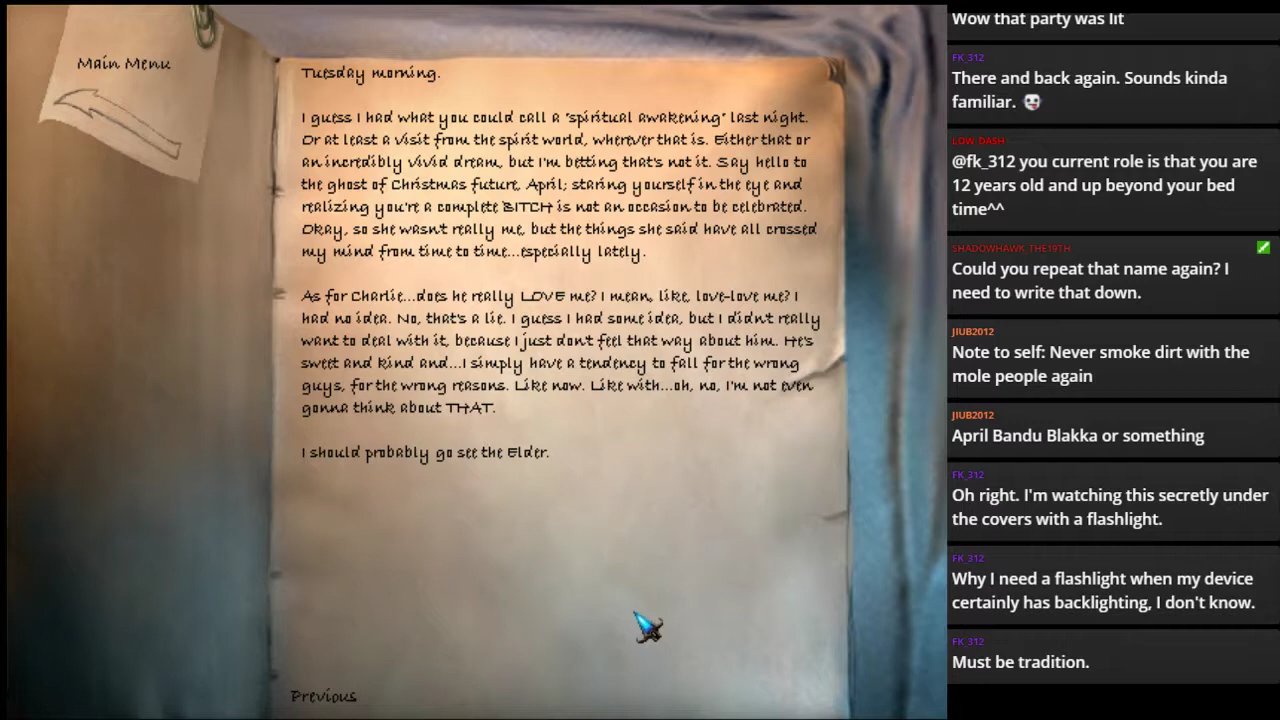 Main Menu
Tuesday morning.
I guess I had what you could call a "spiritual awakening" last night.
Or at least a visit from the spirit world, wherever that is. Either that or
an incredibly vivid dream, but I'm betting that's not it. Say hello to
the ghost of Christmas future, April; staring yourself in the eye and
realizing you're a complete BITCH is not an occasion to be celebrated.
Okay, so she wasn't really me, but the things she said have all crossed
my mind from time to time...especially lately.
As for Charlie...does he really LOVE me? I mean, like, love-love me? I
had no idea. No, that's a lie. I guess I had some idea, but I didn't really
want to deal with it, because I just don't feel that way about him. He's
sweet and kind and...I simply have a tendency to fall for the wrong
guys, for the wrong reasons. Like now. Like with...oh, no, I'm not even
gonna think about THAT.
I should probably go see the Elder.
Previous
Wow that party was lit
FK_312
There and back again. Sounds kinda
familiar.
LOW_DASH
@fk_312 you current role is that you are
12 years old and up beyond your bed
time^^
SHADOWHAWK_THE19TH
Could you repeat that name again? I
need to write that down.
JIUB2012
Note to self: Never smoke dirt with the
mole people again
JIUB2012
April Bandu Blakka or something
FK_312
Oh right. I'm watching this secretly under
the covers with a flashlight.
FK_312
Why I need a flashlight when my device
certainly has backlighting, I don't know.
FK_312
Must be tradition.